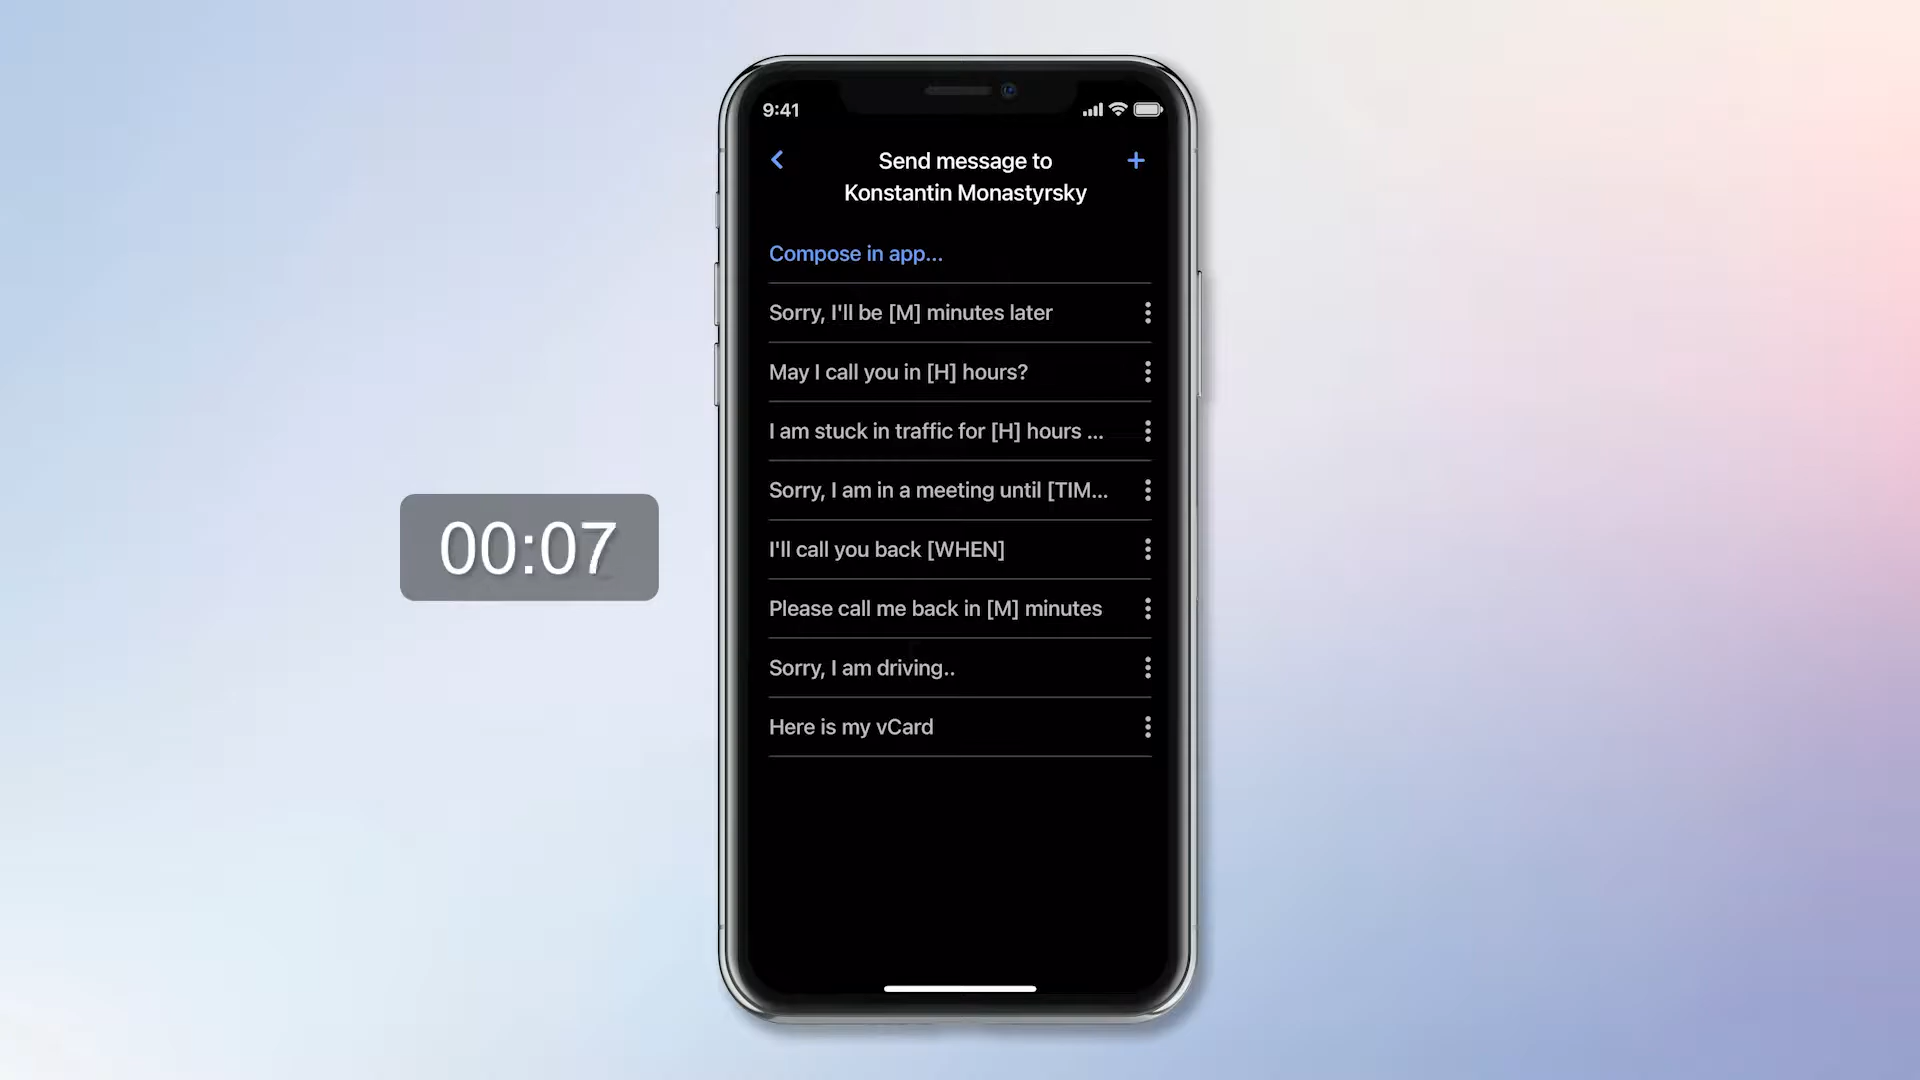 9:41
Send message to
Konstantin Monastyrsky
Compose in app...
Sorry, I'll be [M] minutes later
May I call you in [H] hours?
I am stuck in traffic for [H] hours ...
Sorry, I am in a meeting until [TIM...
I'll call you back [WHEN]
Please call me back in [M] minutes
Sorry, I am driving..
Here is my vCard
00:07